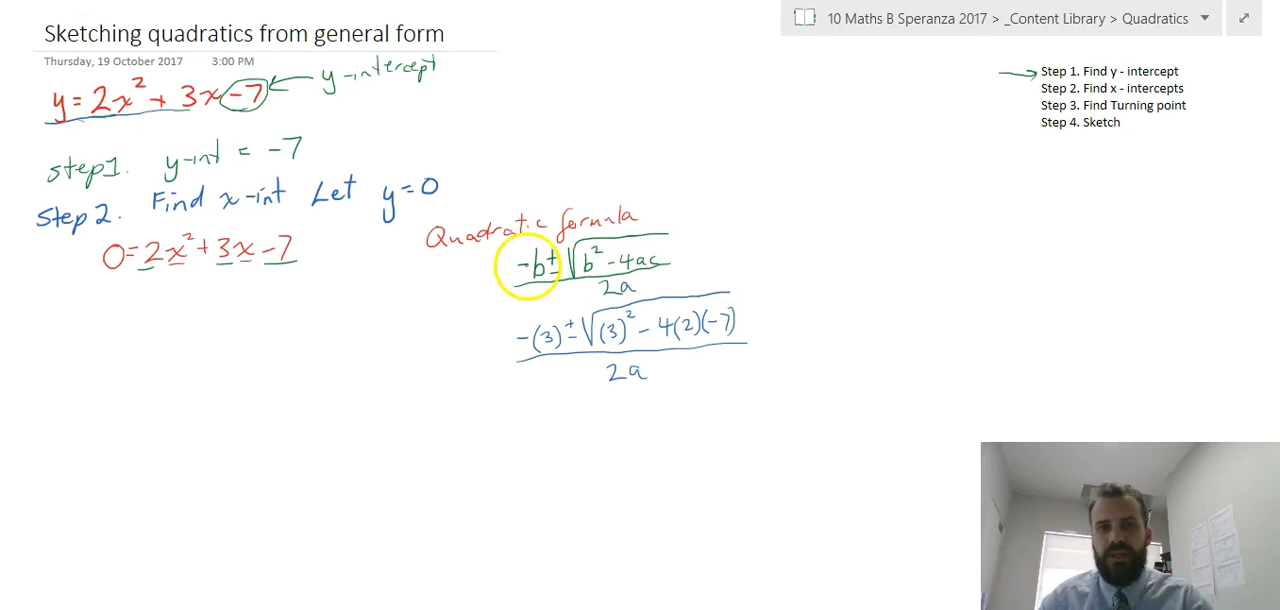 Sketching quadratics from general form
10 Maths B Speranza 2017 > _Content Library > Quadratics
Thursday, 19 October 2017 3:00 PM
y-intercept
y = 2x² + 3x - 7
Step 1. Find y - intercept
Step 2. Find x - intercepts
Step 3. Find Turning point
Step 4. Sketch
Step 1. y-int = -7
Step 2. Find x-int Let y = 0
0 = 2x² + 3x - 7
Quadratic formula
-b ± √b² - 4ac
2a
-(3) ± √(3)² - 4(2)(-7)
2a